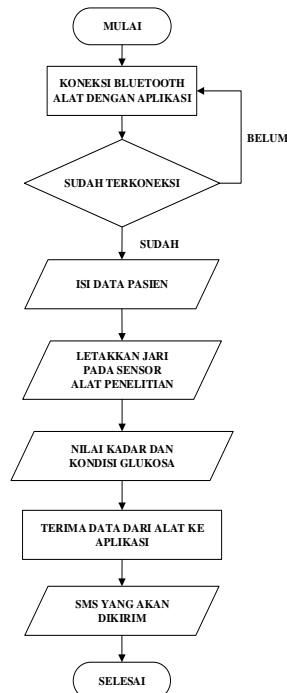 MULAI
KONEKSI BLUETOOTH
ALAT DENGAN APLIKASI
BELUM
SUDAH TERKONEKSI
SUDAH
ISI DATA PASIEN
LETAKKAN JARI
PADA SENSOR
ALAT PENELITIAN
NILAI KADAR DAN
KONDISI GLUKOSA
TERIMA DATA DARI ALAT KE
APLIKASI
SMS YANG AKAN
DIKIRIM
SELESAI